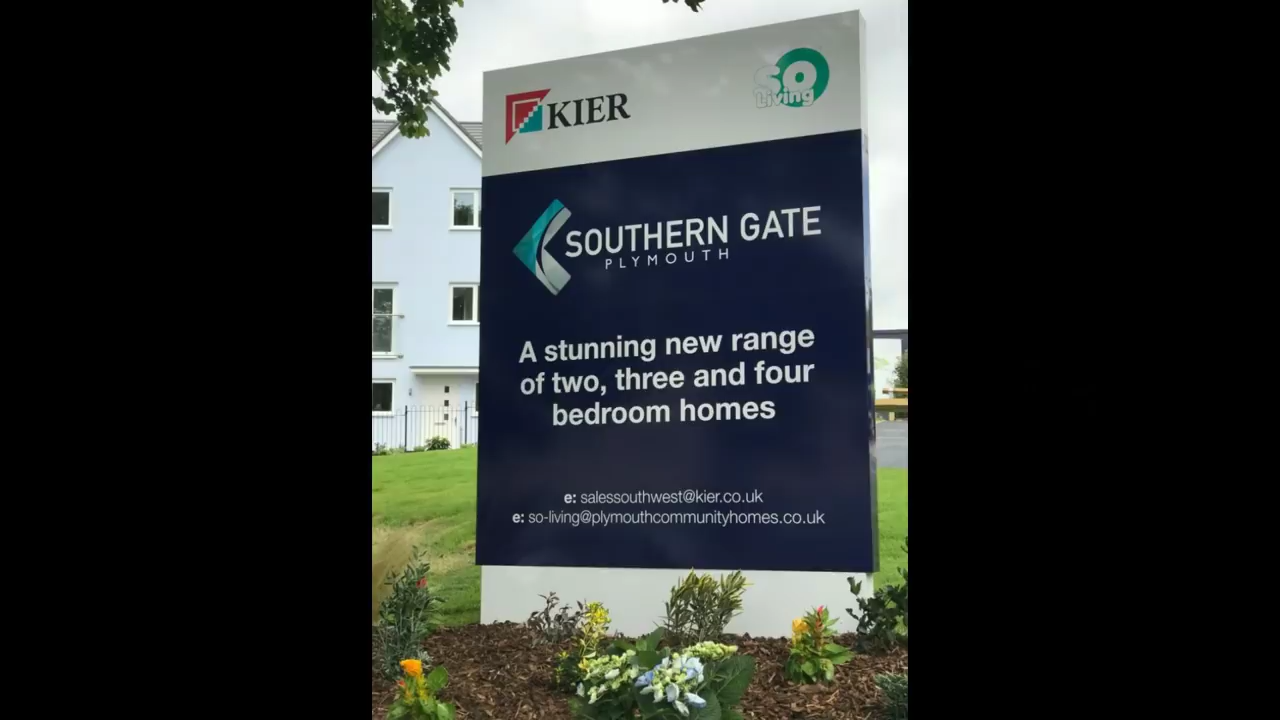 KIER
SO
Living
SOUTHERN GATE
PLYMOUTH
A stunning new range
of two, three and four
bedroom homes
e: salessouthwest@kier.co.uk
e: so-living@plymouthcommunityhomes.co.uk